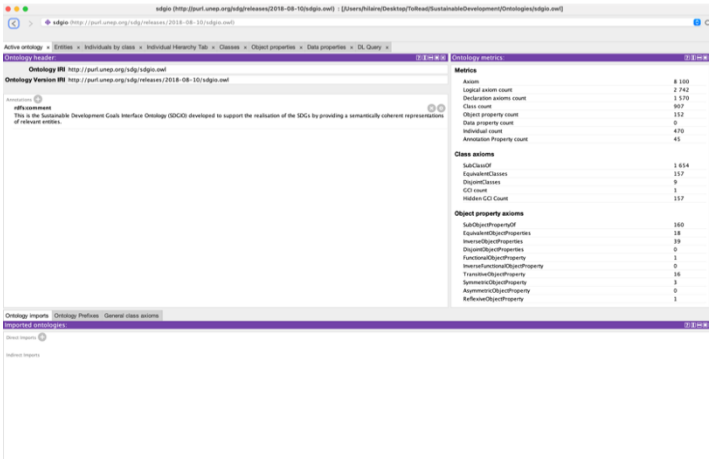 sdgio (http://purl.unep.org/sdg/releases/2018-08-10/sdgio.owl) : [/Users/hilaire/Desktop/ToRead/SustainableDevelopment/Ontologies/sdgio.owl]
sdgio (http://purl.unep.org/sdg/releases/2018-08-10/sdgio.owl)
Active ontology x Entities x Individuals by class x Individual Hierarchy Tab x Classes x Object properties x Data properties x DL Query x
Ontology header:
Ontology IRI http://purl.unep.org/sdg/sdgio.owl
Ontology Version IRI http://purl.unep.org/sdg/releases/2018-08-10/sdgio.owl
Annotations
rdfs:comment
This is the Sustainable Development Goals Interface Ontology (SDGIO) developed to support the realisation of the SDGs by providing a semantically coherent representations
of relevant entities.
Ontology metrics:
Metrics
Axiom 8 100
Logical axiom count 2 742
Declaration axioms count 1 570
Class count 907
Object property count 152
Data property count 0
Individual count 470
Annotation Property count 45
Class axioms
SubClassOf 1 654
EquivalentClasses 157
DisjointClasses 9
GCI count 1
Hidden GCI Count 157
Object property axioms
SubObjectPropertyOf 160
EquivalentObjectProperties 18
InverseObjectProperties 39
DisjointObjectProperties 0
FunctionalObjectProperty 1
InverseFunctionalObjectProperty 0
TransitiveObjectProperty 16
SymmetricObjectProperty 3
AsymmetricObjectProperty 0
ReflexiveObjectProperty 1
Ontology imports Ontology Prefixes General class axioms
Imported ontologies:
Direct Imports
Indirect Imports